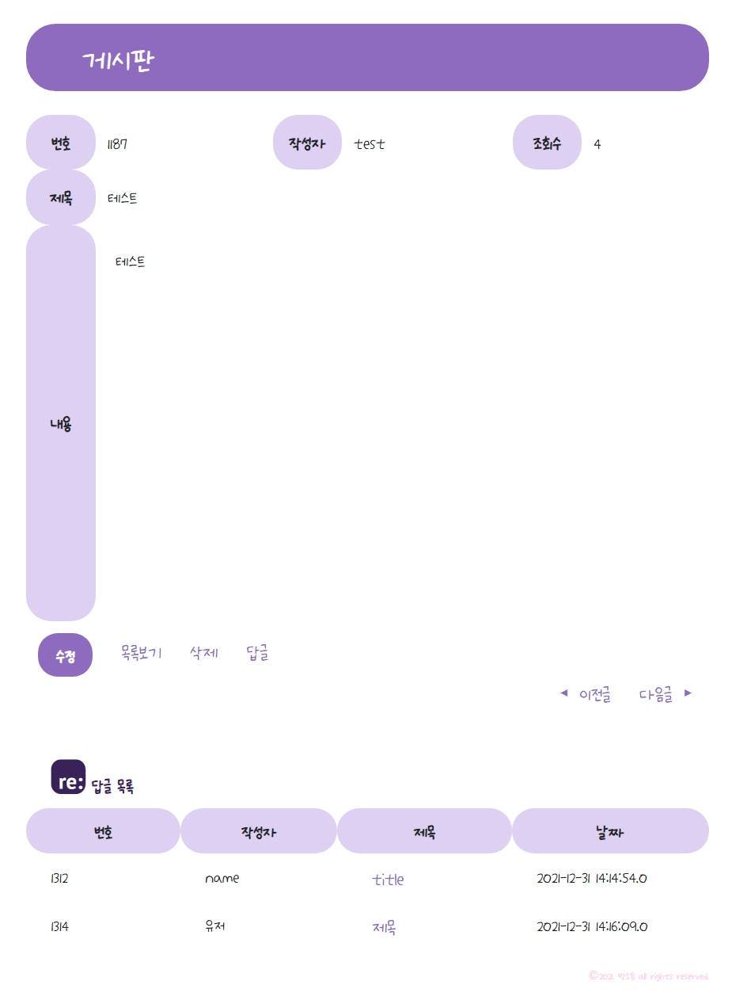 게시판
번호 1187 작성자 test 조회수 4
제목 테스트
테스트
내용
수정 목록보기 삭제 답글
◀ 이전글 다음글 ▶
re: 답글 목록
번호 작성자 제목 날짜
1312 name title 2021-12-31 14:14:54.0
1314 유저 제목 2021-12-31 14:16:09.0
©2021. 박소용 all rights reserved.